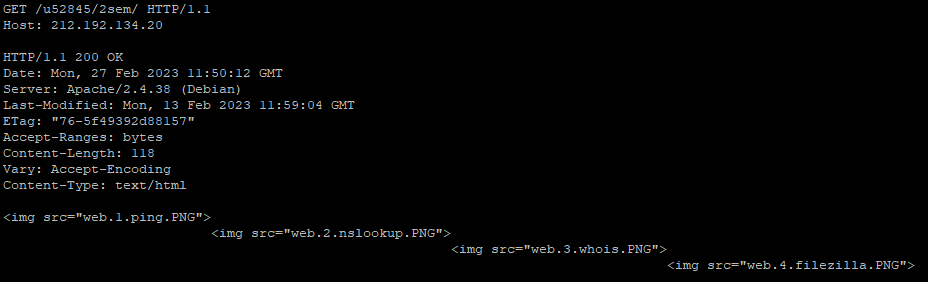 GET /u52845/2sem/ HTTP/1.1
Host: 212.192.134.20
HTTP/1.1 200 OK
Date: Mon, 27 Feb 2023 11:50:12 GMT
Server: Apache/2.4.38 (Debian)
Last-Modified: Mon, 13 Feb 2023 11:59:04 GMT
ETag: "76-5f49392d88157"
Accept-Ranges: bytes
Content-Length: 118
Vary: Accept-Encoding
Content-Type: text/html
<img src="web.1.ping.PNG">
<img src="web.2.nslookup.PNG">
<img src="web.3.whois.PNG">
<img src="web.4.filezilla.PNG">